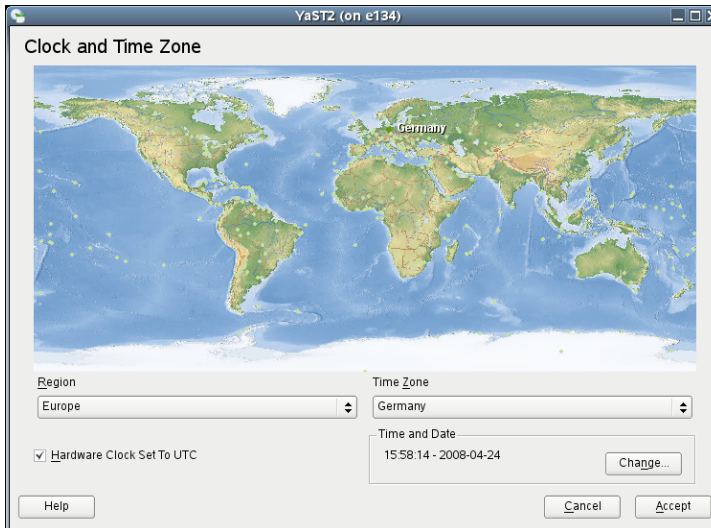 YaST2 (on e134)
Clock and Time Zone
Germany
Region
Time Zone
Europe
Germany
Hardware Clock Set To UTC
Time and Date
15:58:14 - 2008-04-24
Change...
Help
Cancel
Accept